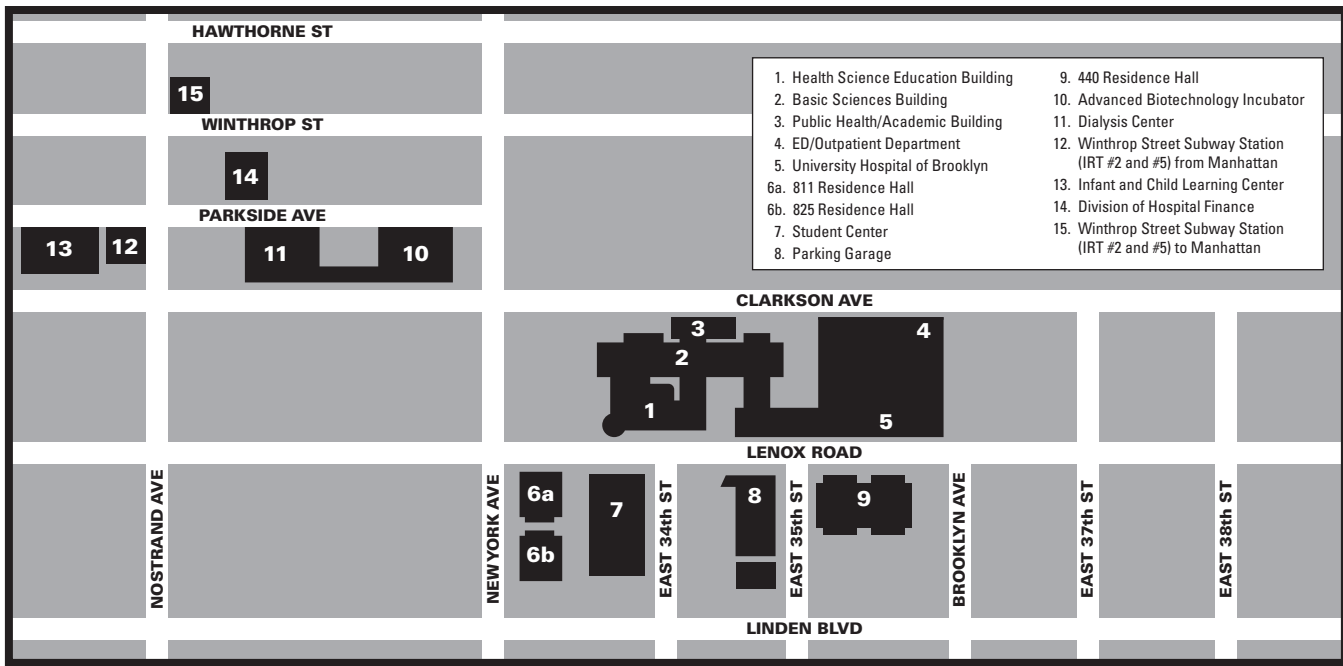 HAWTHORNE ST
15
WINTHROP ST
14
PARKSIDE AVE
13
12
11
10
1. Health Science Education Building
2. Basic Sciences Building
3. Public Health/Academic Building
4. ED/Outpatient Department
5. University Hospital of Brooklyn
6a. 811 Residence Hall
6b. 825 Residence Hall
7. Student Center
8. Parking Garage
9. 440 Residence Hall
10. Advanced Biotechnology Incubator
11. Dialysis Center
12. Winthrop Street Subway Station
(IRT #2 and #5) from Manhattan
13. Infant and Child Learning Center
14. Division of Hospital Finance
15. Winthrop Street Subway Station
(IRT #2 and #5) to Manhattan
CLARKSON AVE
3
4
2
1
5
LENOX ROAD
NOSTRAND AVE
NEW YORK AVE
6a
6b
7
EAST 34th ST
8
EAST 35th ST
9
BROOKLYN AVE
EAST 37th ST
EAST 38th ST
LINDEN BLVD